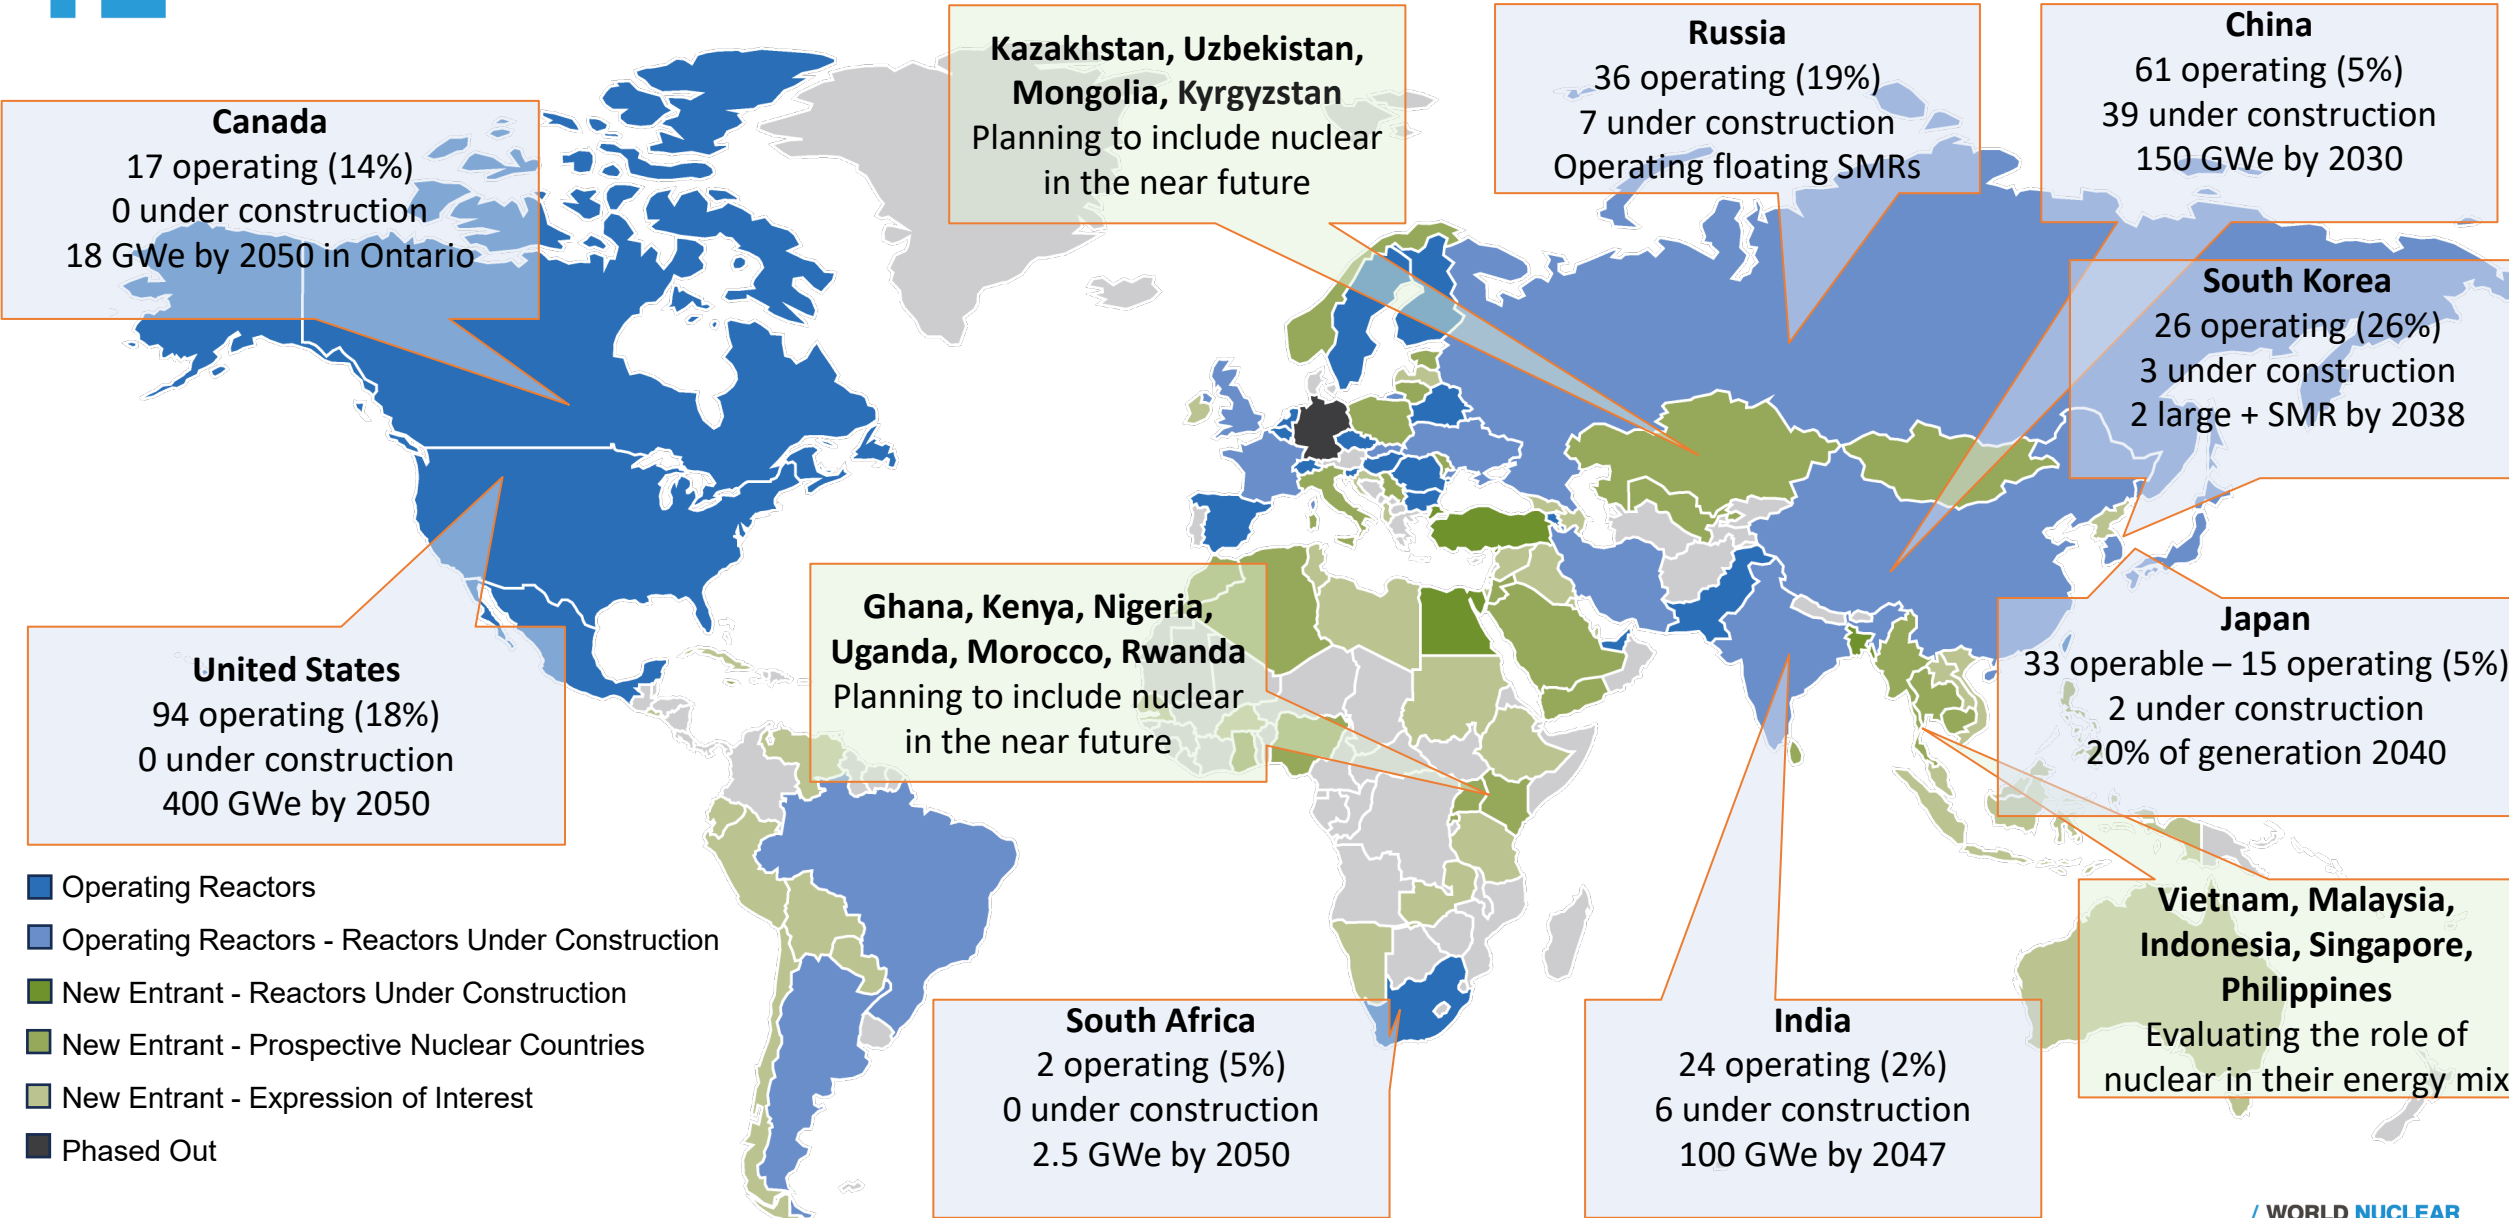 Kazakhstan, Uzbekistan,
Mongolia, Kyrgyzstan
Planning to include nuclear
in the near future
Russia
36 operating (19%)
7 under construction
Operating floating SMRs
China
61 operating (5%)
39 under construction
150 GWe by 2030
Canada
17 operating (14%)
0 under construction
18 GWe by 2050 in Ontario
South Korea
26 operating (26%)
3 under construction
2 large + SMR by 2038
Ghana, Kenya, Nigeria,
Uganda, Morocco, Rwanda
Planning to include nuclear
in the near future
Japan
33 operable – 15 operating (5%)
2 under construction
20% of generation 2040
United States
94 operating (18%)
0 under construction
400 GWe by 2050
Operating Reactors
Operating Reactors - Reactors Under Construction
New Entrant - Reactors Under Construction
New Entrant - Prospective Nuclear Countries
New Entrant - Expression of Interest
Phased Out
South Africa
2 operating (5%)
0 under construction
2.5 GWe by 2050
India
24 operating (2%)
6 under construction
100 GWe by 2047
Vietnam, Malaysia,
Indonesia, Singapore,
Philippines
Evaluating the role of
nuclear in their energy mix
/ WORLD NUCLEAR